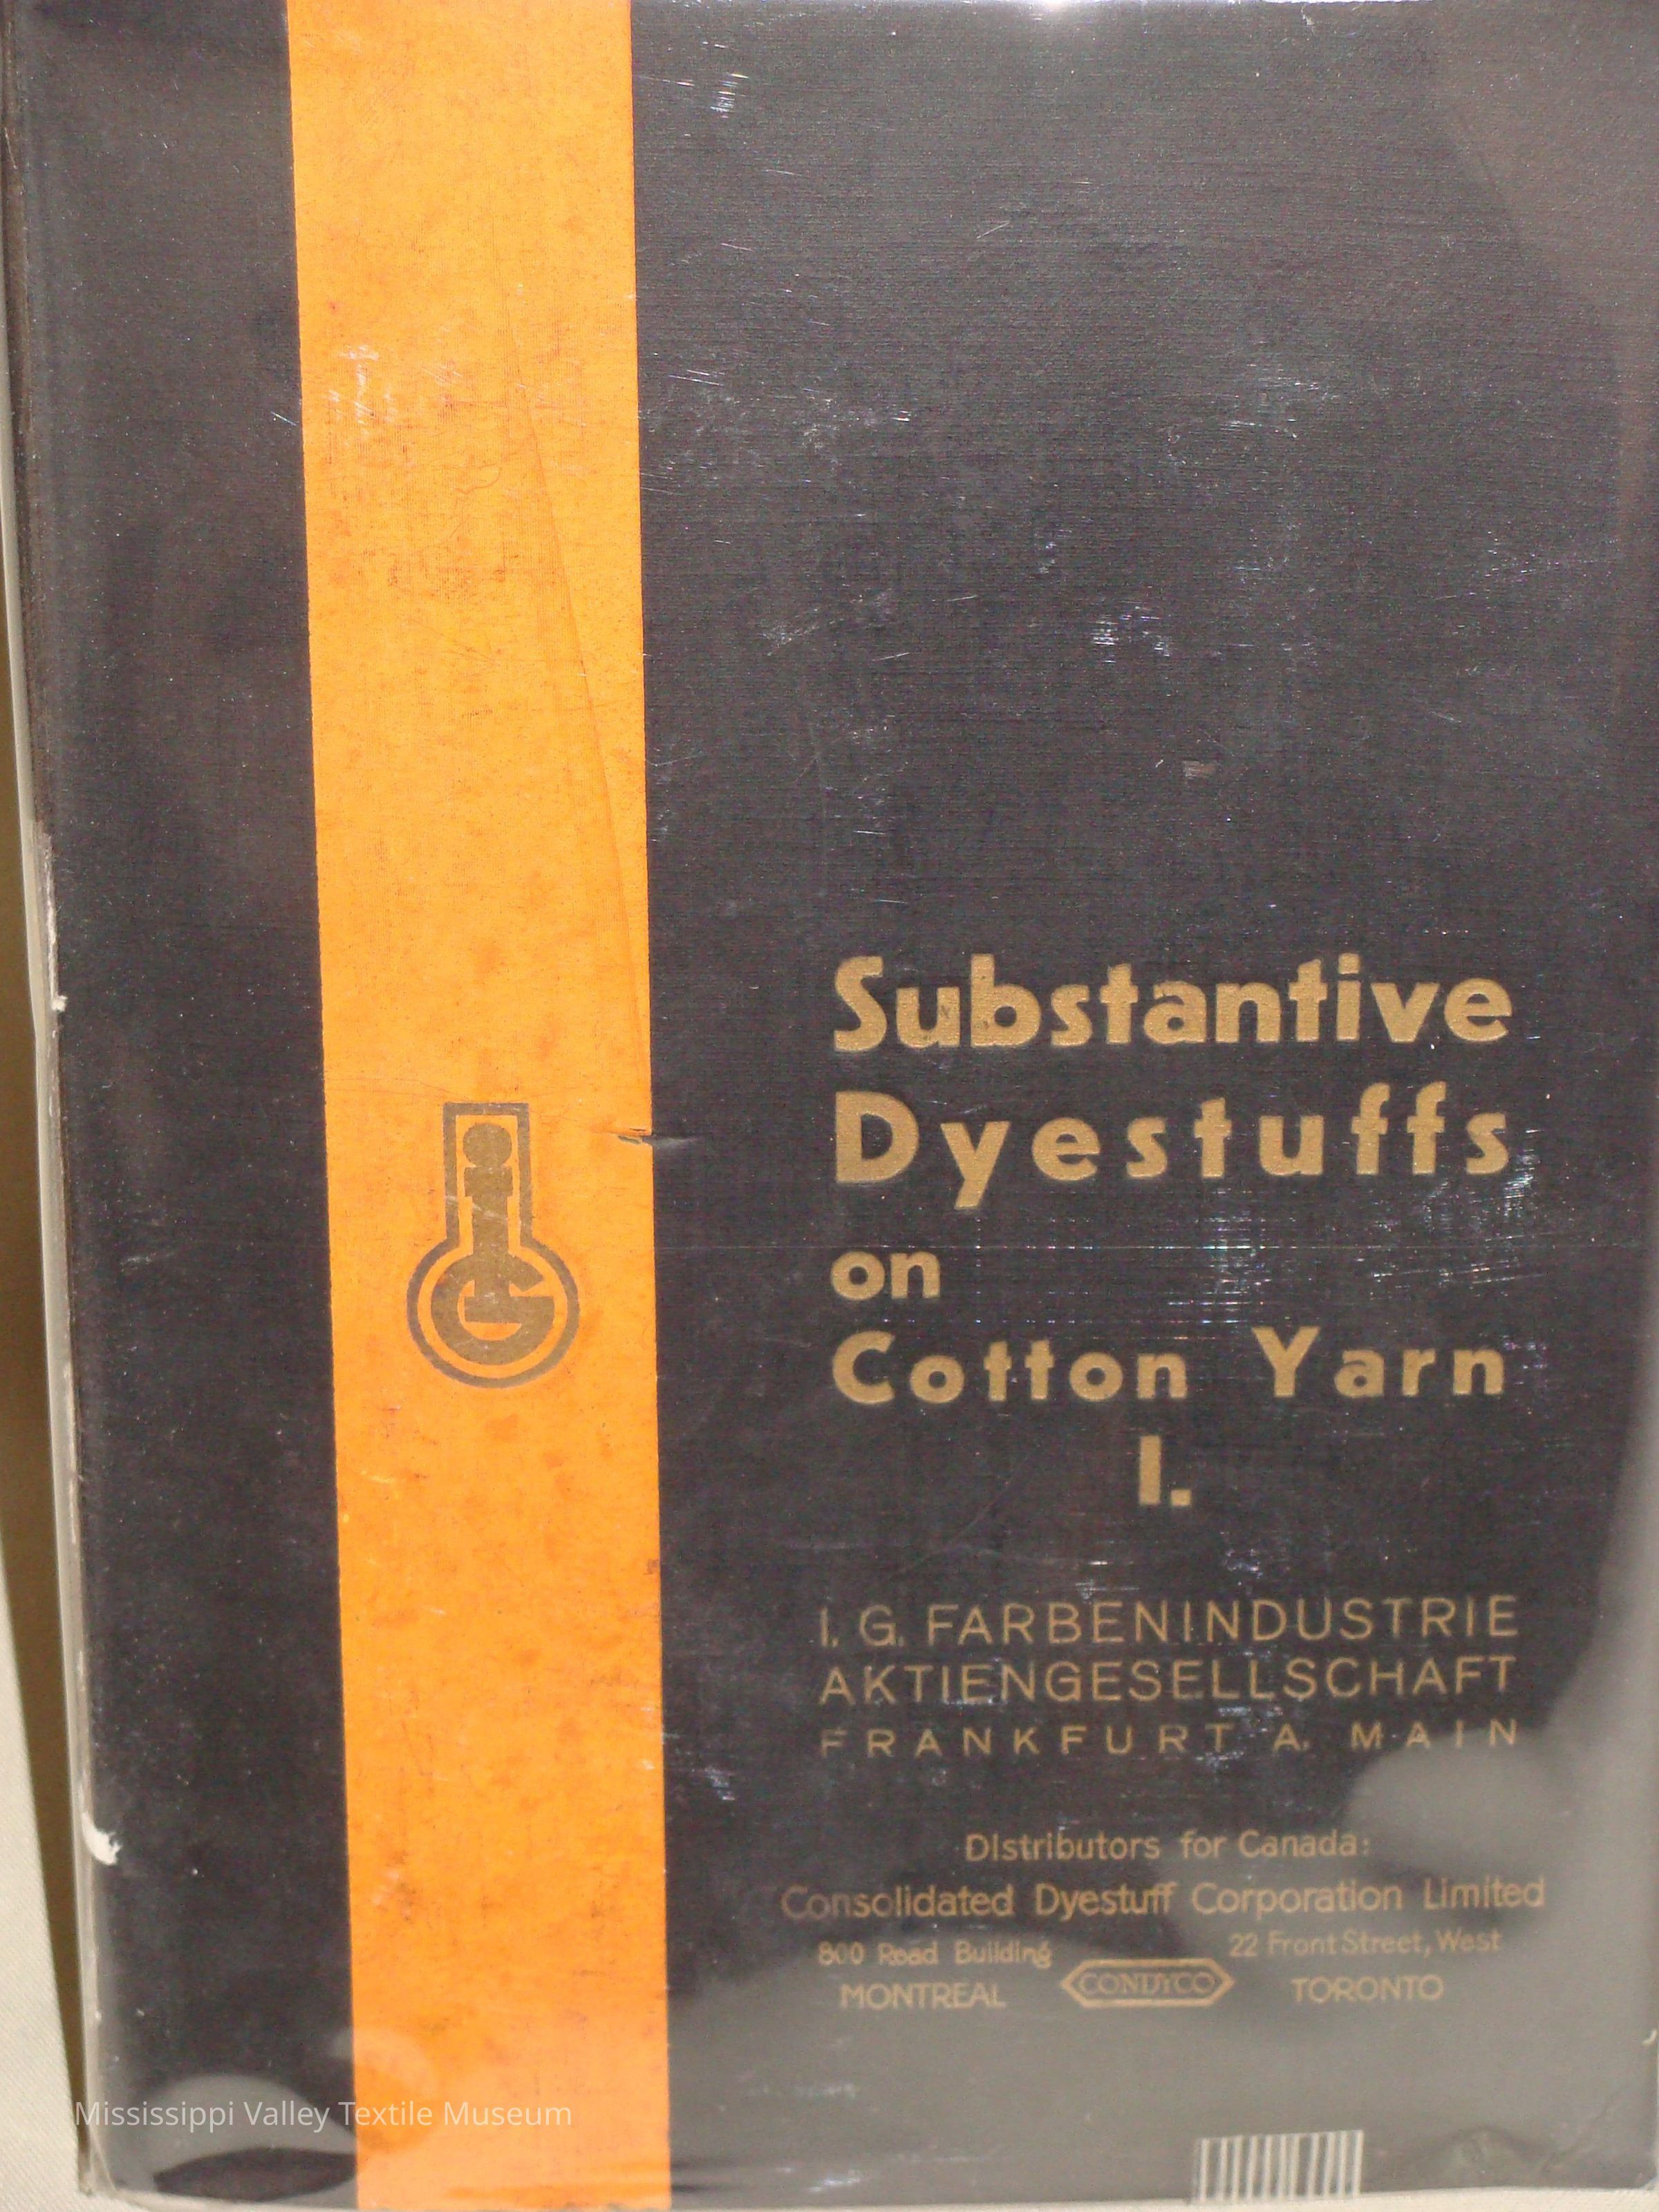 Substantive
Dyestuffs
on
Cotton Yarn
I.
IG
I. G. FARBENINDUSTRIE
AKTIENGESELLSCHAFT
FRANKFURT A. MAIN
Distributors for Canada:
Consolidated Dyestuff Corporation Limited
800 Read Building
MONTREAL
CONDYCO
22 Front Street, West
TORONTO
Mississippi Valley Textile Museum